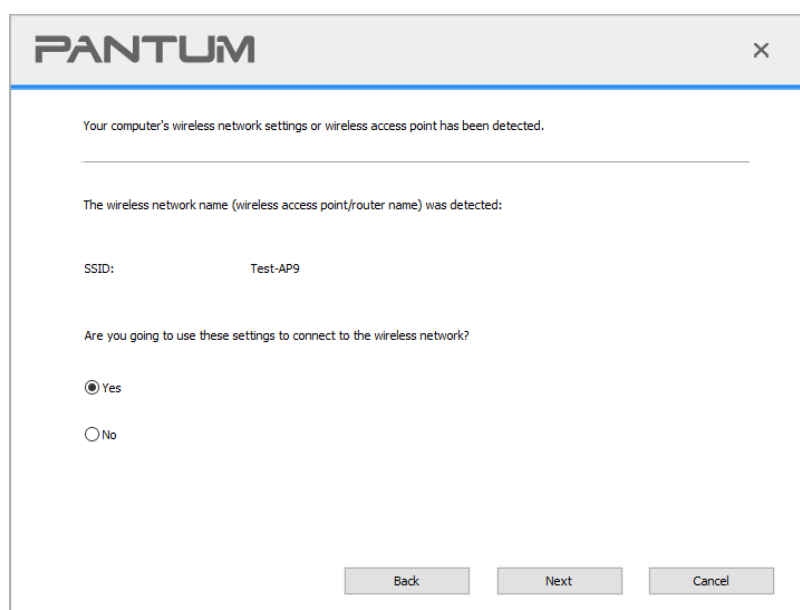 PANTUM
Your computer's wireless network settings or wireless access point has been detected.
The wireless network name (wireless access point/router name) was detected:
SSID: Test-AP9
Are you going to use these settings to connect to the wireless network?
Yes
No
Back Next Cancel